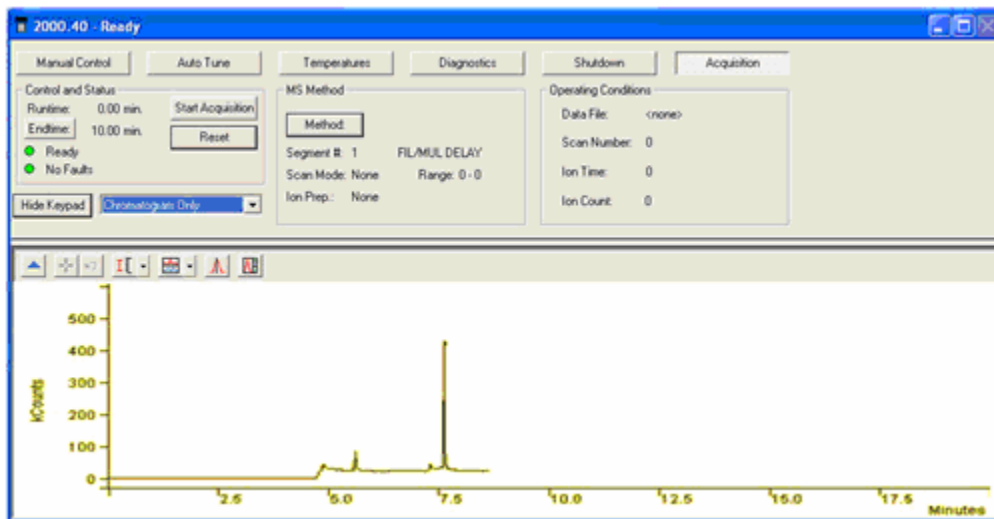 2000.40 - Ready
Manual Control Auto Tune Temperatures Diagnostics Shutdown Acquisition
Control and Status
Runtime: 0.00 min. Start Acquisition
Endtime: 10.00 min. Reset
Ready
No Faults
Hide Keypad Chromatogram Only
MS Method
Method:
Segment #: 1 FIL/MUL DELAY
Scan Mode: None Range: 0 - 0
Ion Prep.: None
Operating Conditions
Data File: <none>
Scan Number: 0
Ion Time: 0
Ion Count: 0
kCounts
500
400
300
200
100
0
2.5 5.0 7.5 10.0 12.5 15.0 17.5
Minutes